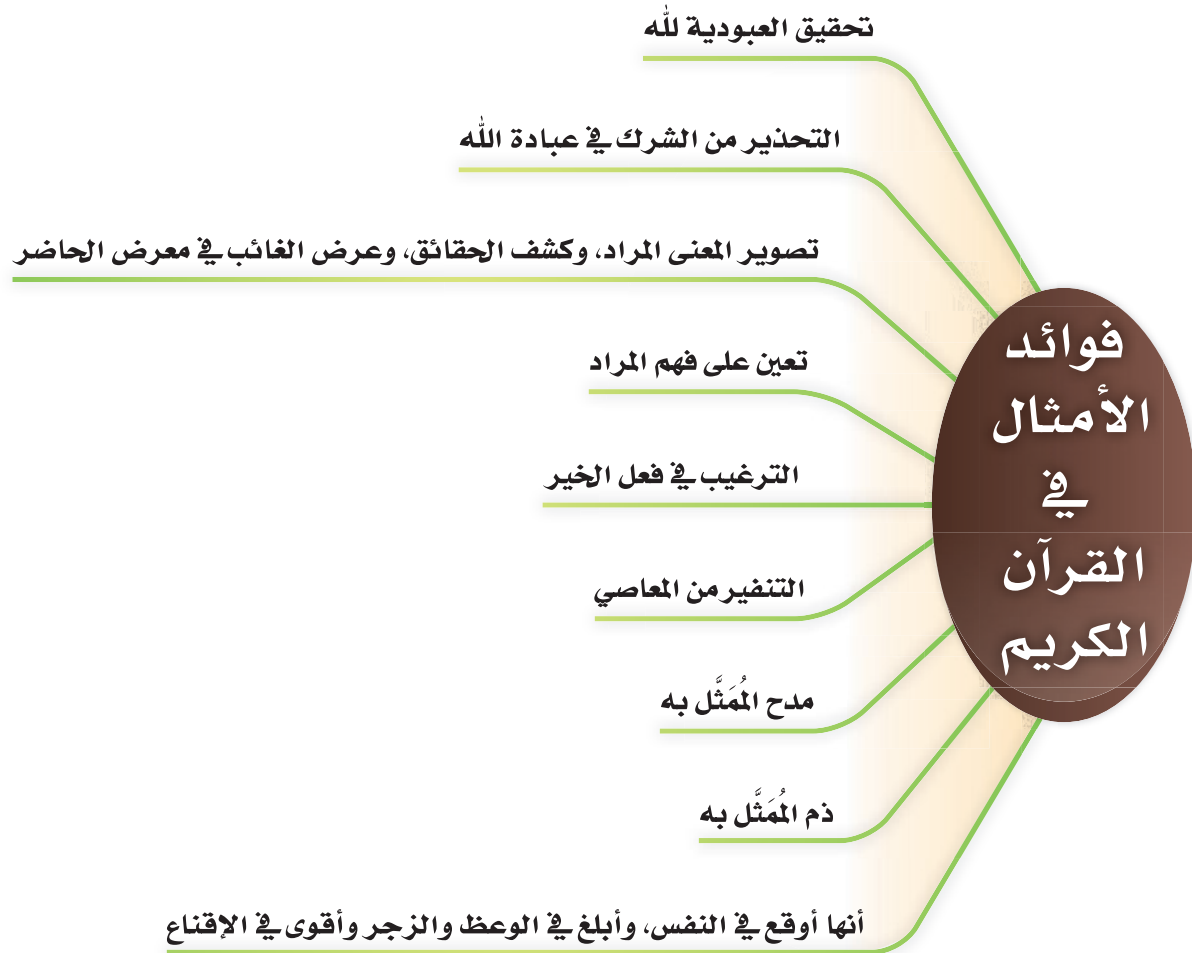 فوائد
الأمثال
في
القرآن
الكريم
تحقيق العبودية لله
التحذير من الشرك في عبادة الله
تصوير المعنى المراد، وكشف الحقائق، وعرض الغائب في معرض الحاضر
تعين على فهم المراد
الترغيب في فعل الخير
التنفير من المعاصي
مدح المُمَثَّل به
ذم المُمَثَّل به
أنها أوقع في النفس، وأبلغ في الوعظ والزجر وأقوى في الإقناع